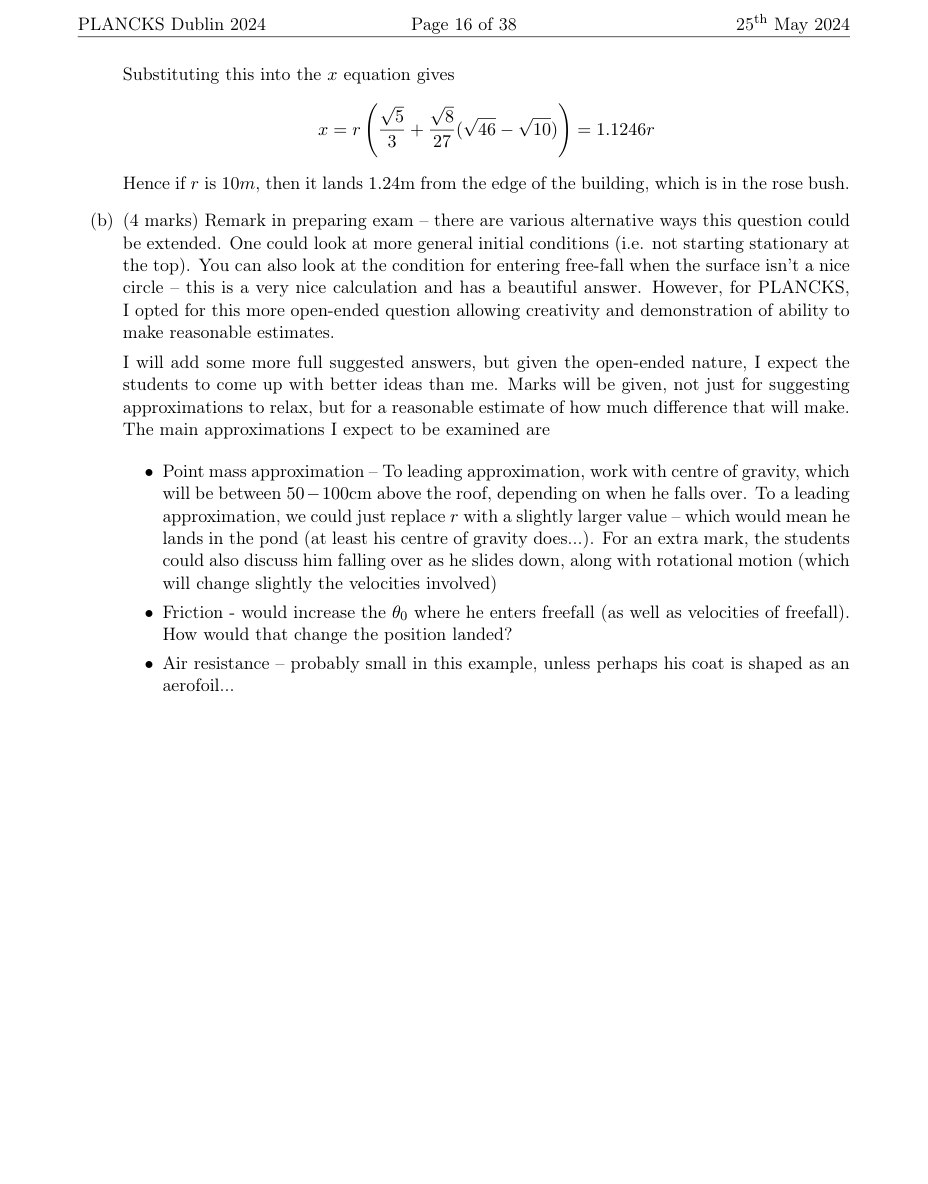 PLANCKS Dublin 2024 Page 16 of 38 25th May 2024
Substituting this into the x equation gives
x = r ( √5/3 + √8/27 (√46 − √10) ) = 1.1246r
Hence if r is 10m, then it lands 1.24m from the edge of the building, which is in the rose bush.
(b) (4 marks) Remark in preparing exam – there are various alternative ways this question could
be extended. One could look at more general initial conditions (i.e. not starting stationary at
the top). You can also look at the condition for entering free-fall when the surface isn't a nice
circle – this is a very nice calculation and has a beautiful answer. However, for PLANCKS,
I opted for this more open-ended question allowing creativity and demonstration of ability to
make reasonable estimates.
I will add some more full suggested answers, but given the open-ended nature, I expect the
students to come up with better ideas than me. Marks will be given, not just for suggesting
approximations to relax, but for a reasonable estimate of how much difference that will make.
The main approximations I expect to be examined are
• Point mass approximation – To leading approximation, work with centre of gravity, which
will be between 50 − 100cm above the roof, depending on when he falls over. To a leading
approximation, we could just replace r with a slightly larger value – which would mean he
lands in the pond (at least his centre of gravity does...). For an extra mark, the students
could also discuss him falling over as he slides down, along with rotational motion (which
will change slightly the velocities involved)
• Friction - would increase the θ₀ where he enters freefall (as well as velocities of freefall).
How would that change the position landed?
• Air resistance – probably small in this example, unless perhaps his coat is shaped as an
aerofoil...